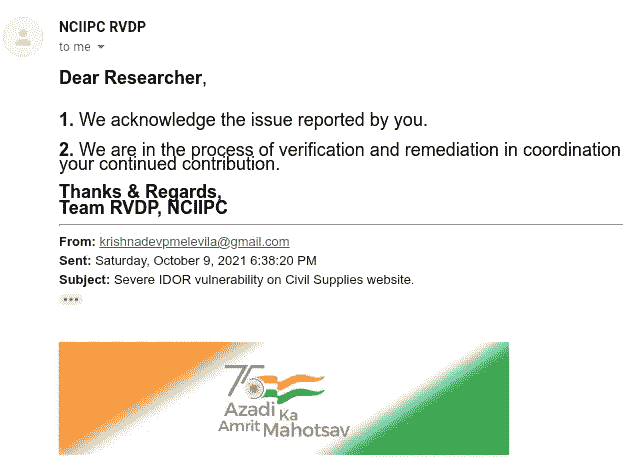 NCIIPC RVDP
to me
Dear Researcher,
1. We acknowledge the issue reported by you.
2. We are in the process of verification and remediation in coordination
your continued contribution.
Thanks & Regards,
Team RVDP, NCIIPC
From: krishnadevpmelevila@gmail.com
Sent: Saturday, October 9, 2021 6:38:20 PM
Subject: Severe IDOR vulnerability on Civil Supplies website.
75
Azadi Ka
Amrit Mahotsav